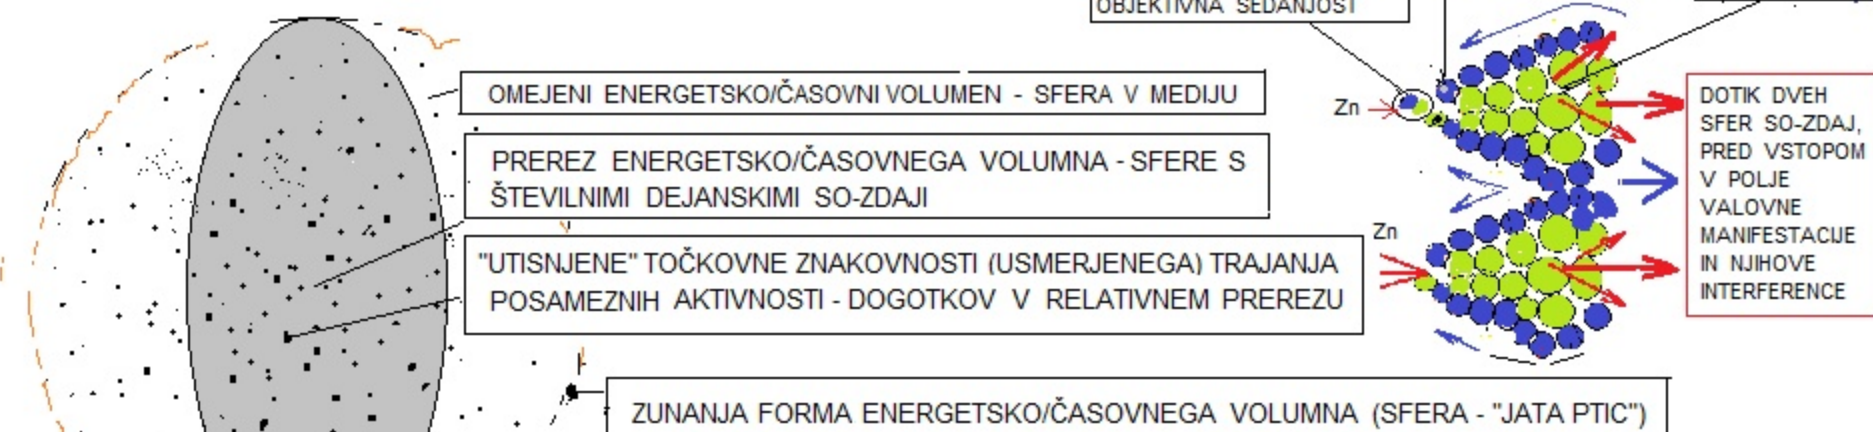 OBJEKTIVNA SEDANJOST
OMEJENI ENERGETSKO/ČASOVNI VOLUMEN - SFERA V MEDIJU
PREREZ ENERGETSKO/ČASOVNEGA VOLUMNA - SFERE S
ŠTEVILNIMI DEJANSKIMI SO-ZDAJI
"UTISNJENE" TOČKOVNE ZNAKOVNOSTI (USMERJENEGA) TRAJANJA
POSAMEZNIH AKTIVNOSTI - DOGOTKOV V RELATIVNEM PREREZU
ZUNANJA FORMA ENERGETSKO/ČASOVNEGA VOLUMNA (SFERA - "JATA PTIC")
Zn
Zn
DOTIK DVEH
SFER SO-ZDAJ,
PRED VSTOPOM
V POLJE
VALOVNE
MANIFESTACIJE
IN NJIHOVE
INTERFERENCE